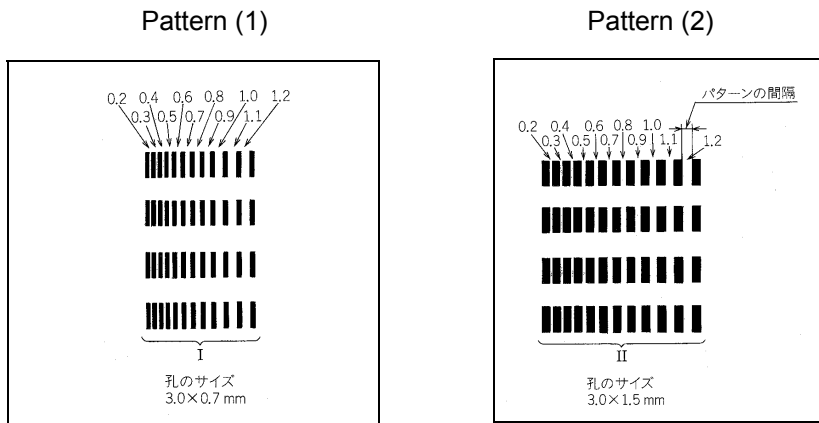 Pattern (1)
0.2 0.4 0.6 0.8 1.0 1.2
0.3 0.5 0.7 0.9 1.1
I
孔のサイズ
3.0×0.7 mm
Pattern (2)
パターンの間隔
0.2 0.4 0.6 0.8 1.0
0.3 0.5 0.7 0.9 1.1 1.2
II
孔のサイズ
3.0×1.5 mm